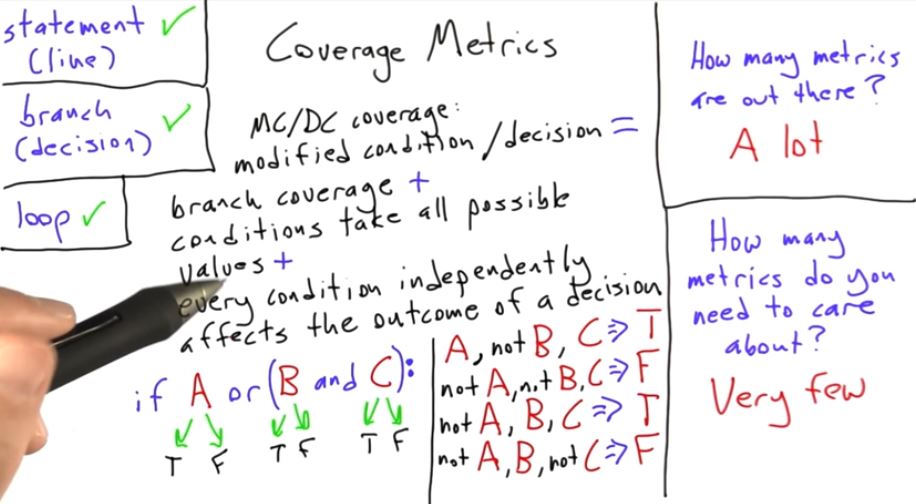 statement
(line)
branch
(decision)
loop
Coverage Metrics
MC/DC coverage:
modified condition/decision =
branch coverage +
conditions take all possible
values +
every condition independently
affects the outcome of a decision
if A or (B and C):
T F T F T F
A, not B, C => T
not A, not B, C => F
not A, B, C => T
not A, B, not C => F
How many metrics
are out there?
A lot
How many
metrics do you
need to care
about?
Very few